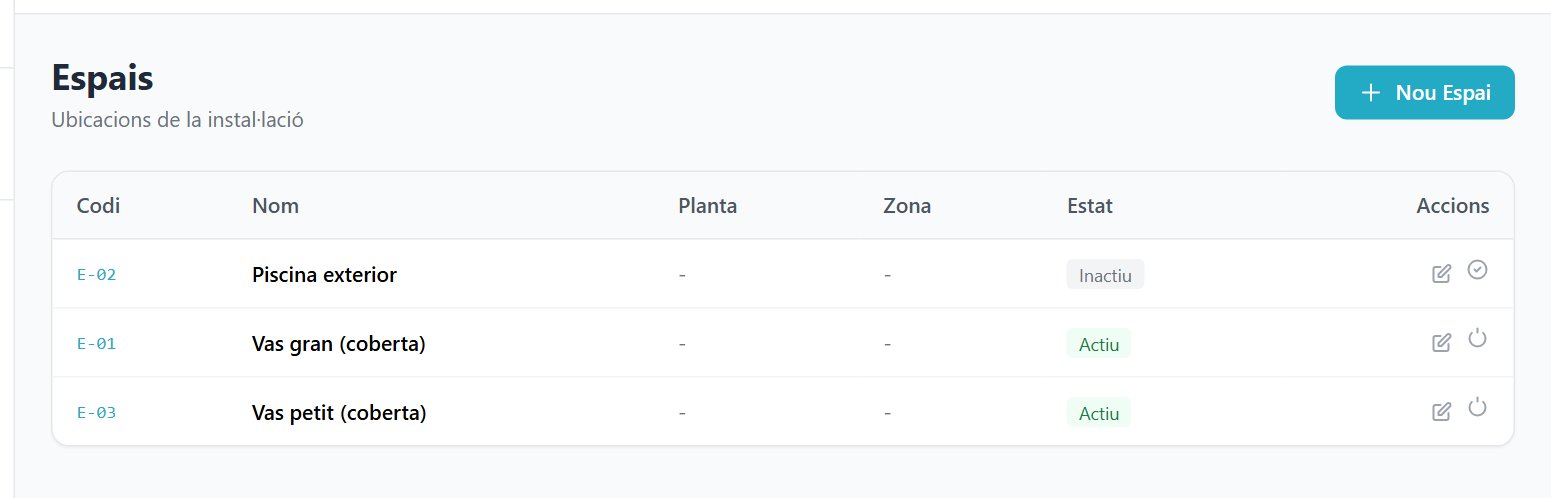 Espais
Ubicacions de la instal·lació
Nou Espai
Codi Nom Planta Zona Estat Accions
E-02 Piscina exterior - - Inactiu
E-01 Vas gran (coberta) - - Actiu
E-03 Vas petit (coberta) - - Actiu